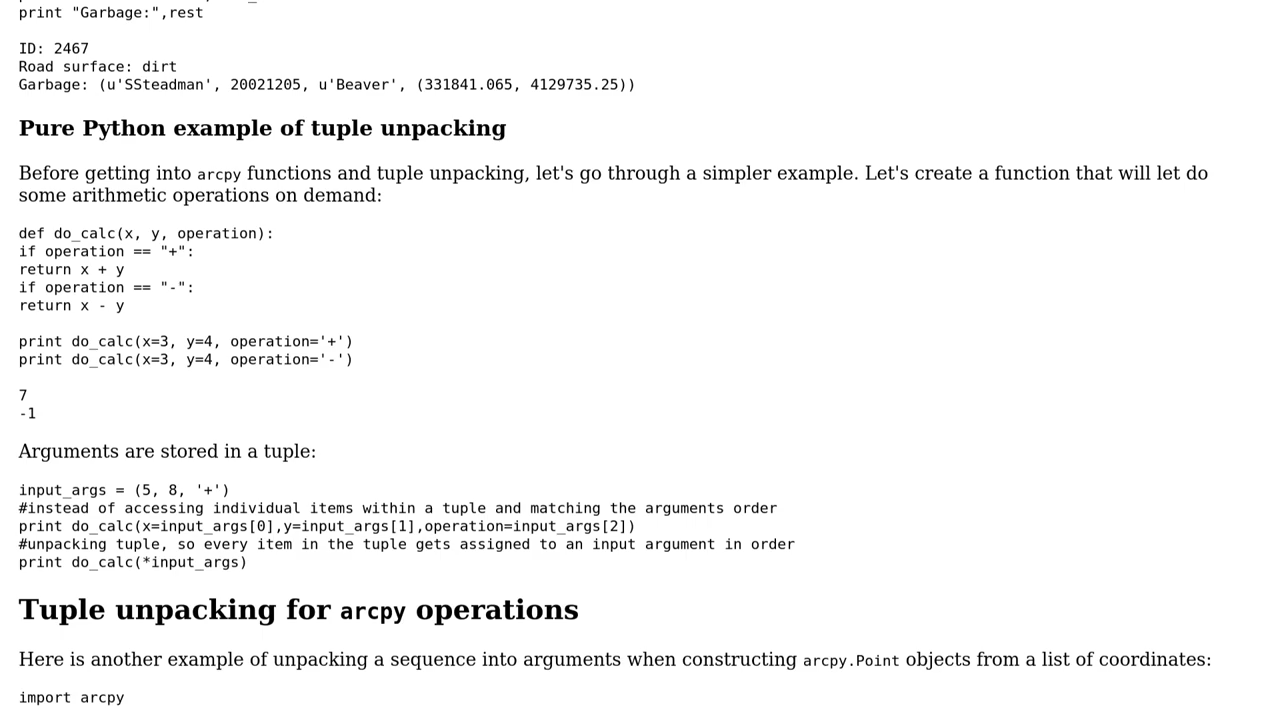 print "Garbage:",rest
ID: 2467
Road surface: dirt
Garbage: (u'SSteadman', 20021205, u'Beaver', (331841.065, 4129735.25))
Pure Python example of tuple unpacking
Before getting into arcpy functions and tuple unpacking, let's go through a simpler example. Let's create a function that will let do
some arithmetic operations on demand:
def do_calc(x, y, operation):
if operation == "+":
return x + y
if operation == "-":
return x - y
print do_calc(x=3, y=4, operation='+')
print do_calc(x=3, y=4, operation='-')
7
-1
Arguments are stored in a tuple:
input_args = (5, 8, '+')
#instead of accessing individual items within a tuple and matching the arguments order
print do_calc(x=input_args[0],y=input_args[1],operation=input_args[2])
#unpacking tuple, so every item in the tuple gets assigned to an input argument in order
print do_calc(*input_args)
Tuple unpacking for arcpy operations
Here is another example of unpacking a sequence into arguments when constructing arcpy.Point objects from a list of coordinates:
import arcpy